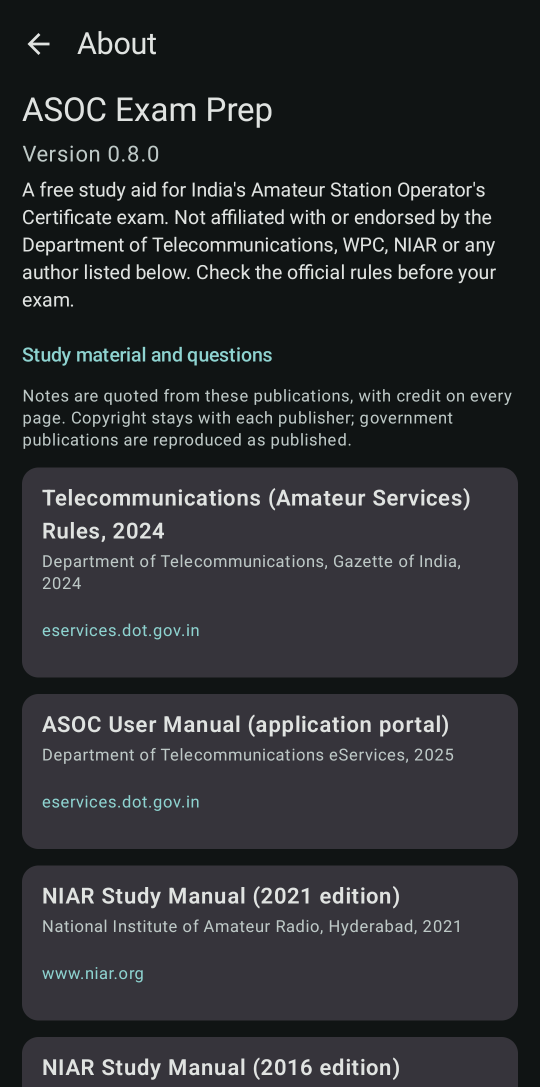 About
ASOC Exam Prep
Version 0.8.0
A free study aid for India's Amateur Station Operator's
Certificate exam. Not affiliated with or endorsed by the
Department of Telecommunications, WPC, NIAR or any
author listed below. Check the official rules before your
exam.
Study material and questions
Notes are quoted from these publications, with credit on every
page. Copyright stays with each publisher; government
publications are reproduced as published.
Telecommunications (Amateur Services)
Rules, 2024
Department of Telecommunications, Gazette of India,
2024
eservices.dot.gov.in
ASOC User Manual (application portal)
Department of Telecommunications eServices, 2025
eservices.dot.gov.in
NIAR Study Manual (2021 edition)
National Institute of Amateur Radio, Hyderabad, 2021
www.niar.org
NIAR Study Manual (2016 edition)